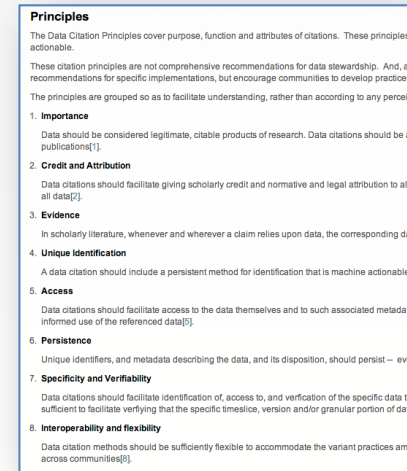 Principles
The Data Citation Principles cover purpose, function and attributes of citations. These principles
actionable.
These citation principles are not comprehensive recommendations for data stewardship. And, a
recommendations for specific implementations, but encourage communities to develop practice
The principles are grouped so as to facilitate understanding, rather than according to any percei
1. Importance
Data should be considered legitimate, citable products of research. Data citations should be a
publications[1].
2. Credit and Attribution
Data citations should facilitate giving scholarly credit and normative and legal attribution to al
all data[2].
3. Evidence
In scholarly literature, whenever and wherever a claim relies upon data, the corresponding da
4. Unique Identification
A data citation should include a persistent method for identification that is machine actionable
5. Access
Data citations should facilitate access to the data themselves and to such associated metada
informed use of the referenced data[5].
6. Persistence
Unique identifiers, and metadata describing the data, and its disposition, should persist -- ev
7. Specificity and Verifiability
Data citations should facilitate identification of, access to, and verfication of the specific data t
sufficient to facilitate verfiying that the specific timeslice, version and/or granular portion of da
8. Interoperability and flexibility
Data citation methods should be sufficiently flexible to accommodate the variant practices am
across communities[8].